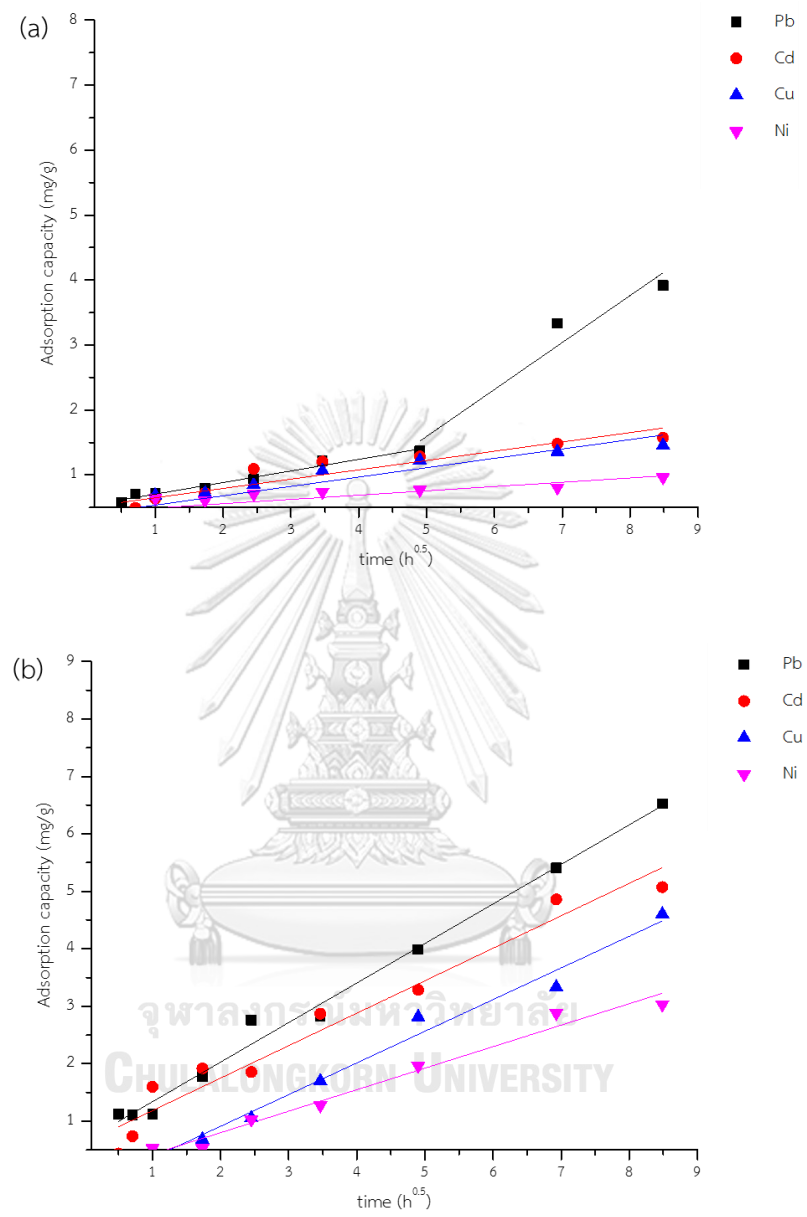 (a)
Pb
Cd
Cu
Ni
8
7
6
5
4
3
2
1
Adsorption capacity (mg/g)
1 2 3 4 5 6 7 8 9
time (h^0.5)
(b)
Pb
Cd
Cu
Ni
9
8
7
6
5
4
3
2
1
Adsorption capacity (mg/g)
1 2 3 4 5 6 7 8 9
time (h^0.5)
จุฬาลงกรณ์มหาวิทยาลัย
CHULALONGKORN UNIVERSITY